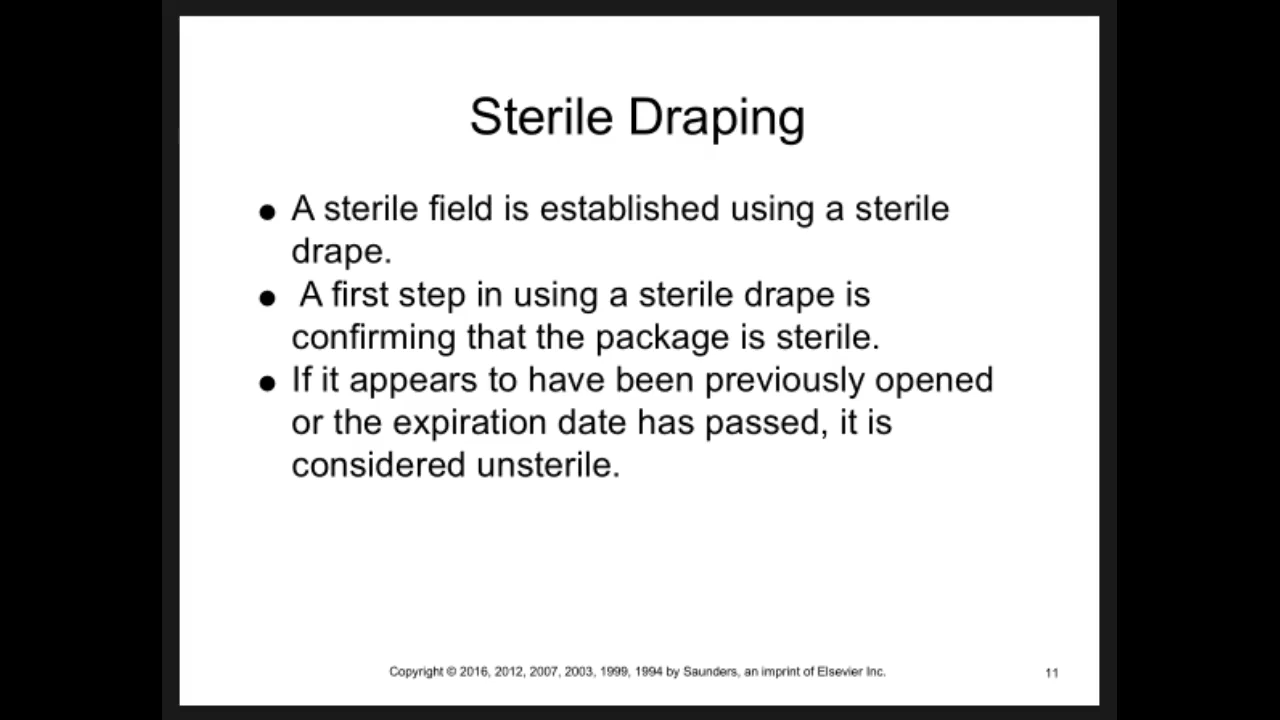 Sterile Draping
● A sterile field is established using a sterile
drape.
● A first step in using a sterile drape is
confirming that the package is sterile.
● If it appears to have been previously opened
or the expiration date has passed, it is
considered unsterile.
Copyright © 2016, 2012, 2007, 2003, 1999, 1994 by Saunders, an imprint of Elsevier Inc.
11